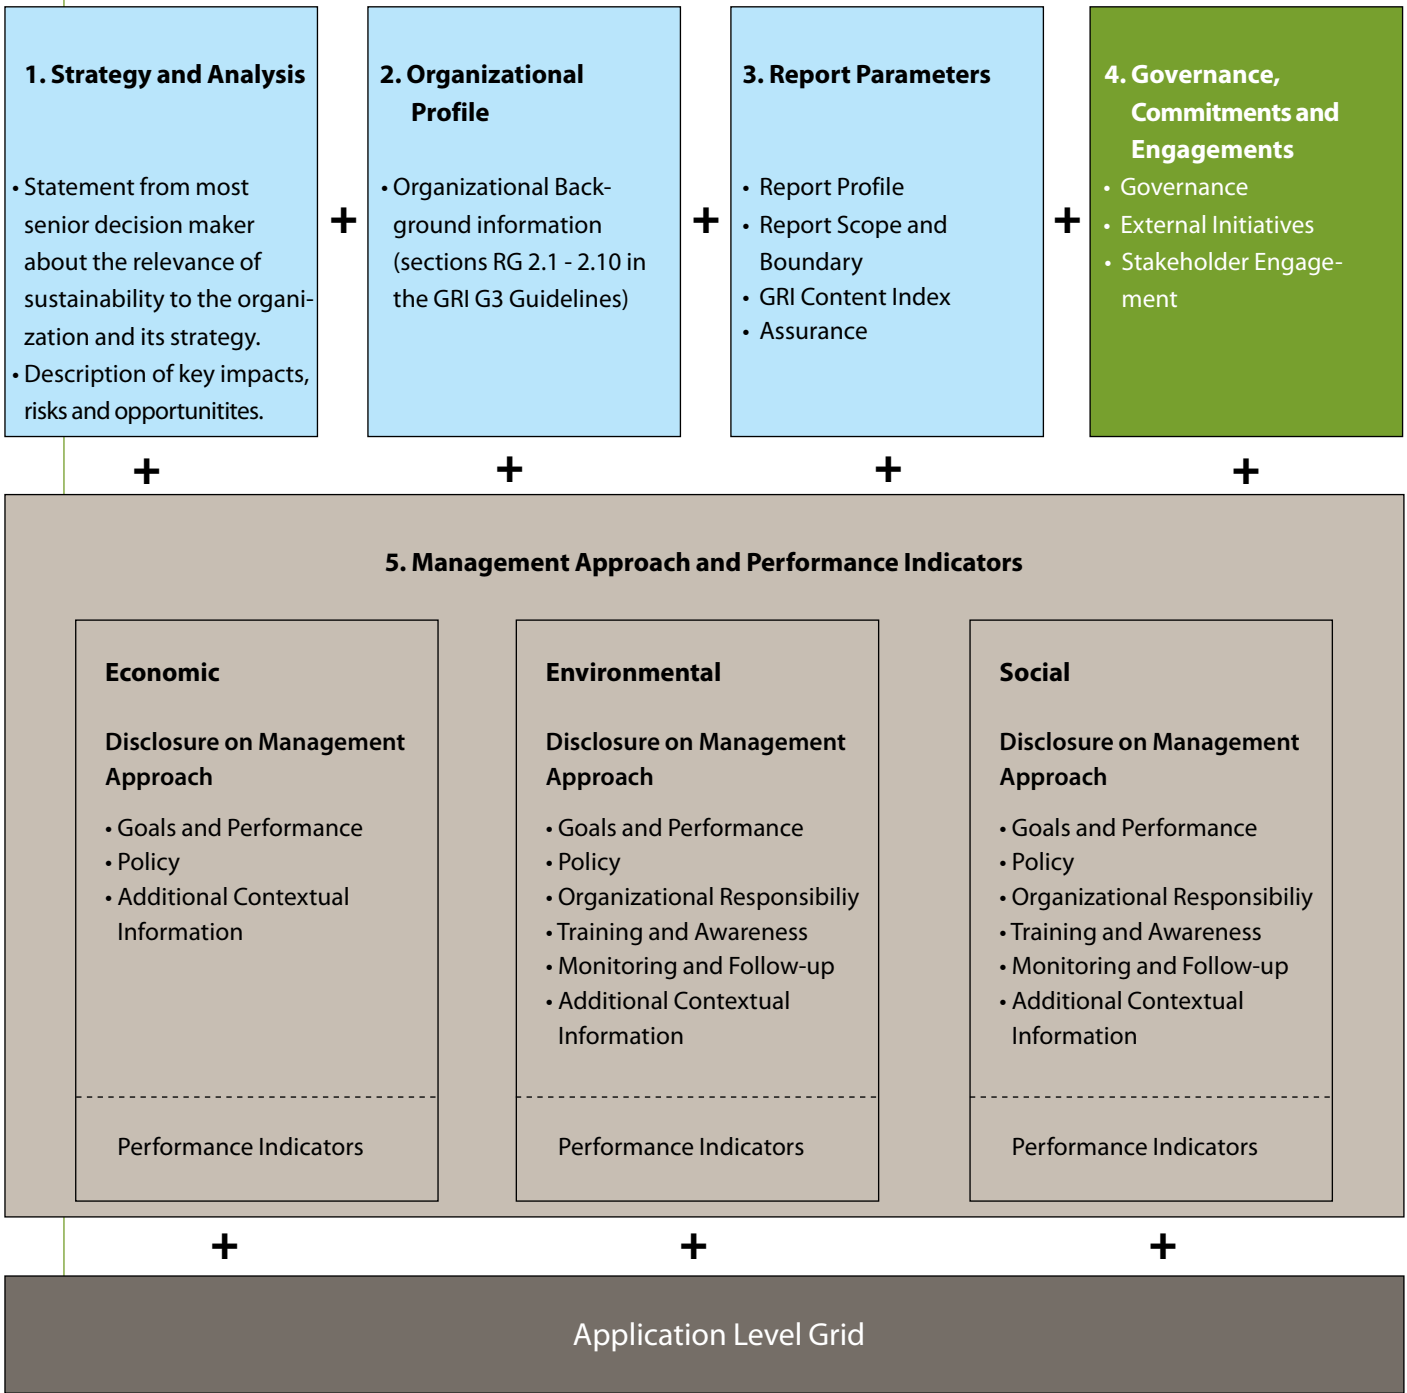 1. Strategy and Analysis
• Statement from most
senior decision maker
about the relevance of
sustainability to the organi-
zation and its strategy.
• Description of key impacts,
risks and opportunitites.
+
2. Organizational
Profile
• Organizational Back-
ground information
(sections RG 2.1 - 2.10 in
the GRI G3 Guidelines)
+
3. Report Parameters
• Report Profile
• Report Scope and
Boundary
• GRI Content Index
• Assurance
+
4. Governance,
Commitments and
Engagements
• Governance
• External Initiatives
• Stakeholder Engage-
ment
+ + + +
5. Management Approach and Performance Indicators
Economic
Disclosure on Management
Approach
• Goals and Performance
• Policy
• Additional Contextual
Information
Performance Indicators
Environmental
Disclosure on Management
Approach
• Goals and Performance
• Policy
• Organizational Responsibiliy
• Training and Awareness
• Monitoring and Follow-up
• Additional Contextual
Information
Performance Indicators
Social
Disclosure on Management
Approach
• Goals and Performance
• Policy
• Organizational Responsibiliy
• Training and Awareness
• Monitoring and Follow-up
• Additional Contextual
Information
Performance Indicators
+ + +
Application Level Grid